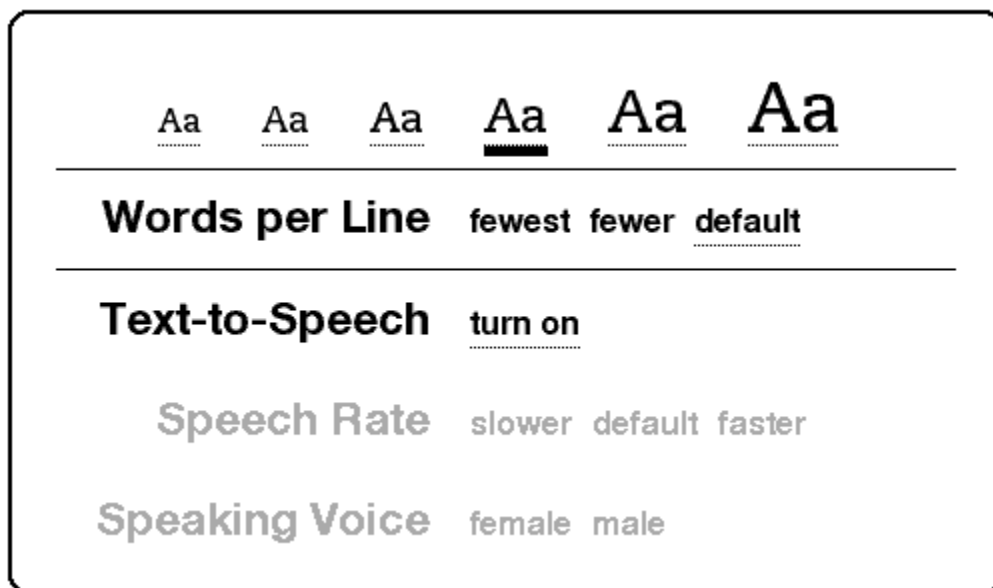 Aa Aa Aa Aa Aa Aa
Words per Line fewest fewer default
Text-to-Speech turn on
Speech Rate slower default faster
Speaking Voice female male